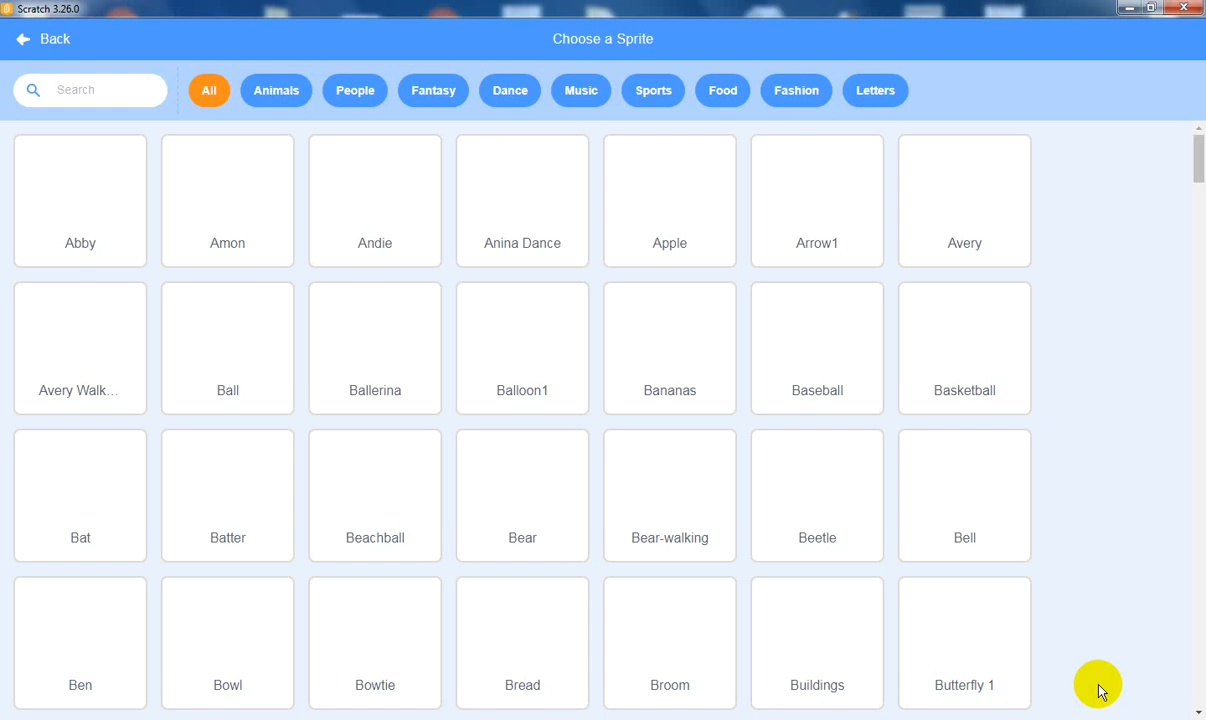 Scratch 3.26.0
Back
Choose a Sprite
Search
All Animals People Fantasy Dance Music Sports Food Fashion Letters
Abby Amon Andie Anina Dance Apple Arrow1 Avery
Avery Walk... Ball Ballerina Balloon1 Bananas Baseball Basketball
Bat Batter Beachball Bear Bear-walking Beetle Bell
Ben Bowl Bowtie Bread Broom Buildings Butterfly 1